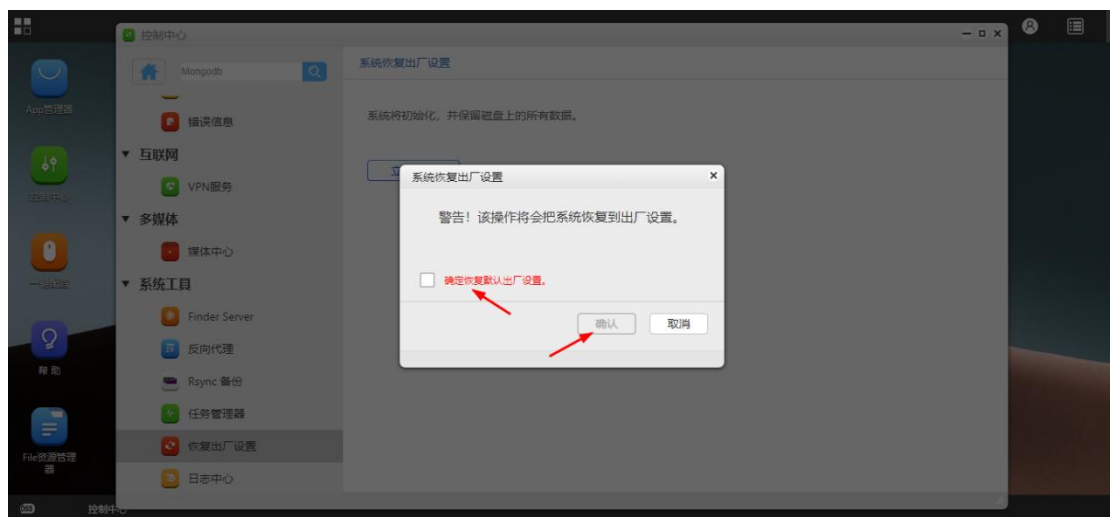 控制中心
App管理器
控制中心
帮助
File资源管理
器
Mongodb
错误信息
互联网
VPN服务
多媒体
媒体中心
系统工具
Finder Server
反向代理
Rsync 备份
任务管理器
恢复出厂设置
日志中心
系统恢复出厂设置
系统将初始化，并保留磁盘上的所有数据。
立
系统恢复出厂设置
警告！该操作将会把系统恢复到出厂设置。
确定恢复默认出厂设置。
确认 取消
控制中心